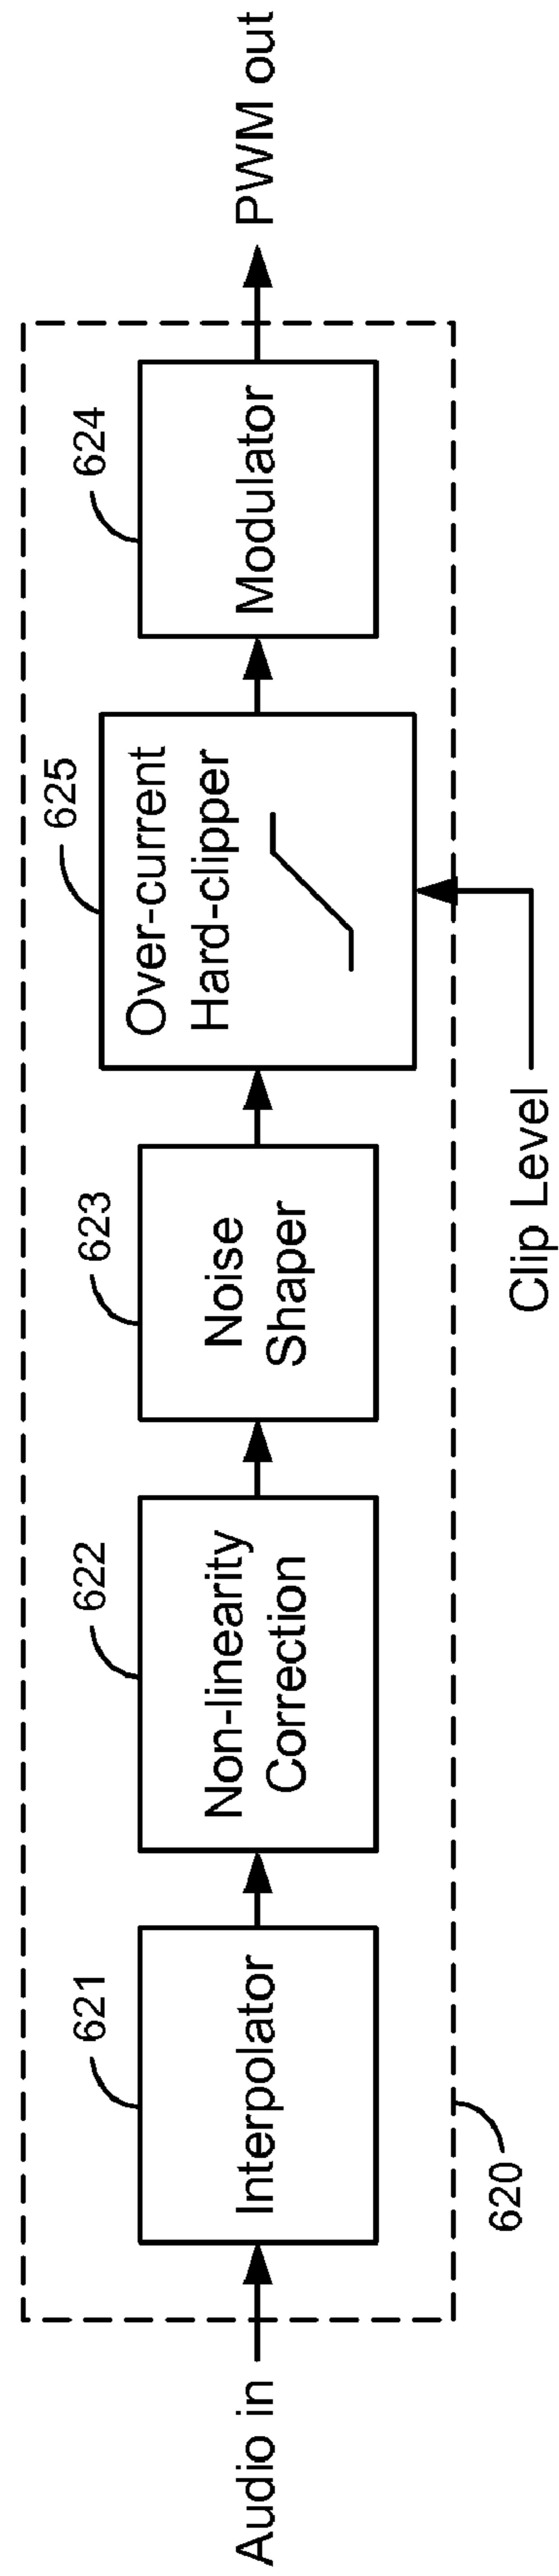 Audio in
621
Interpolator
622
Non-linearity
Correction
623
Noise
Shaper
625
Over-current
Hard-clipper
624
Modulator
PWM out
620
Clip Level